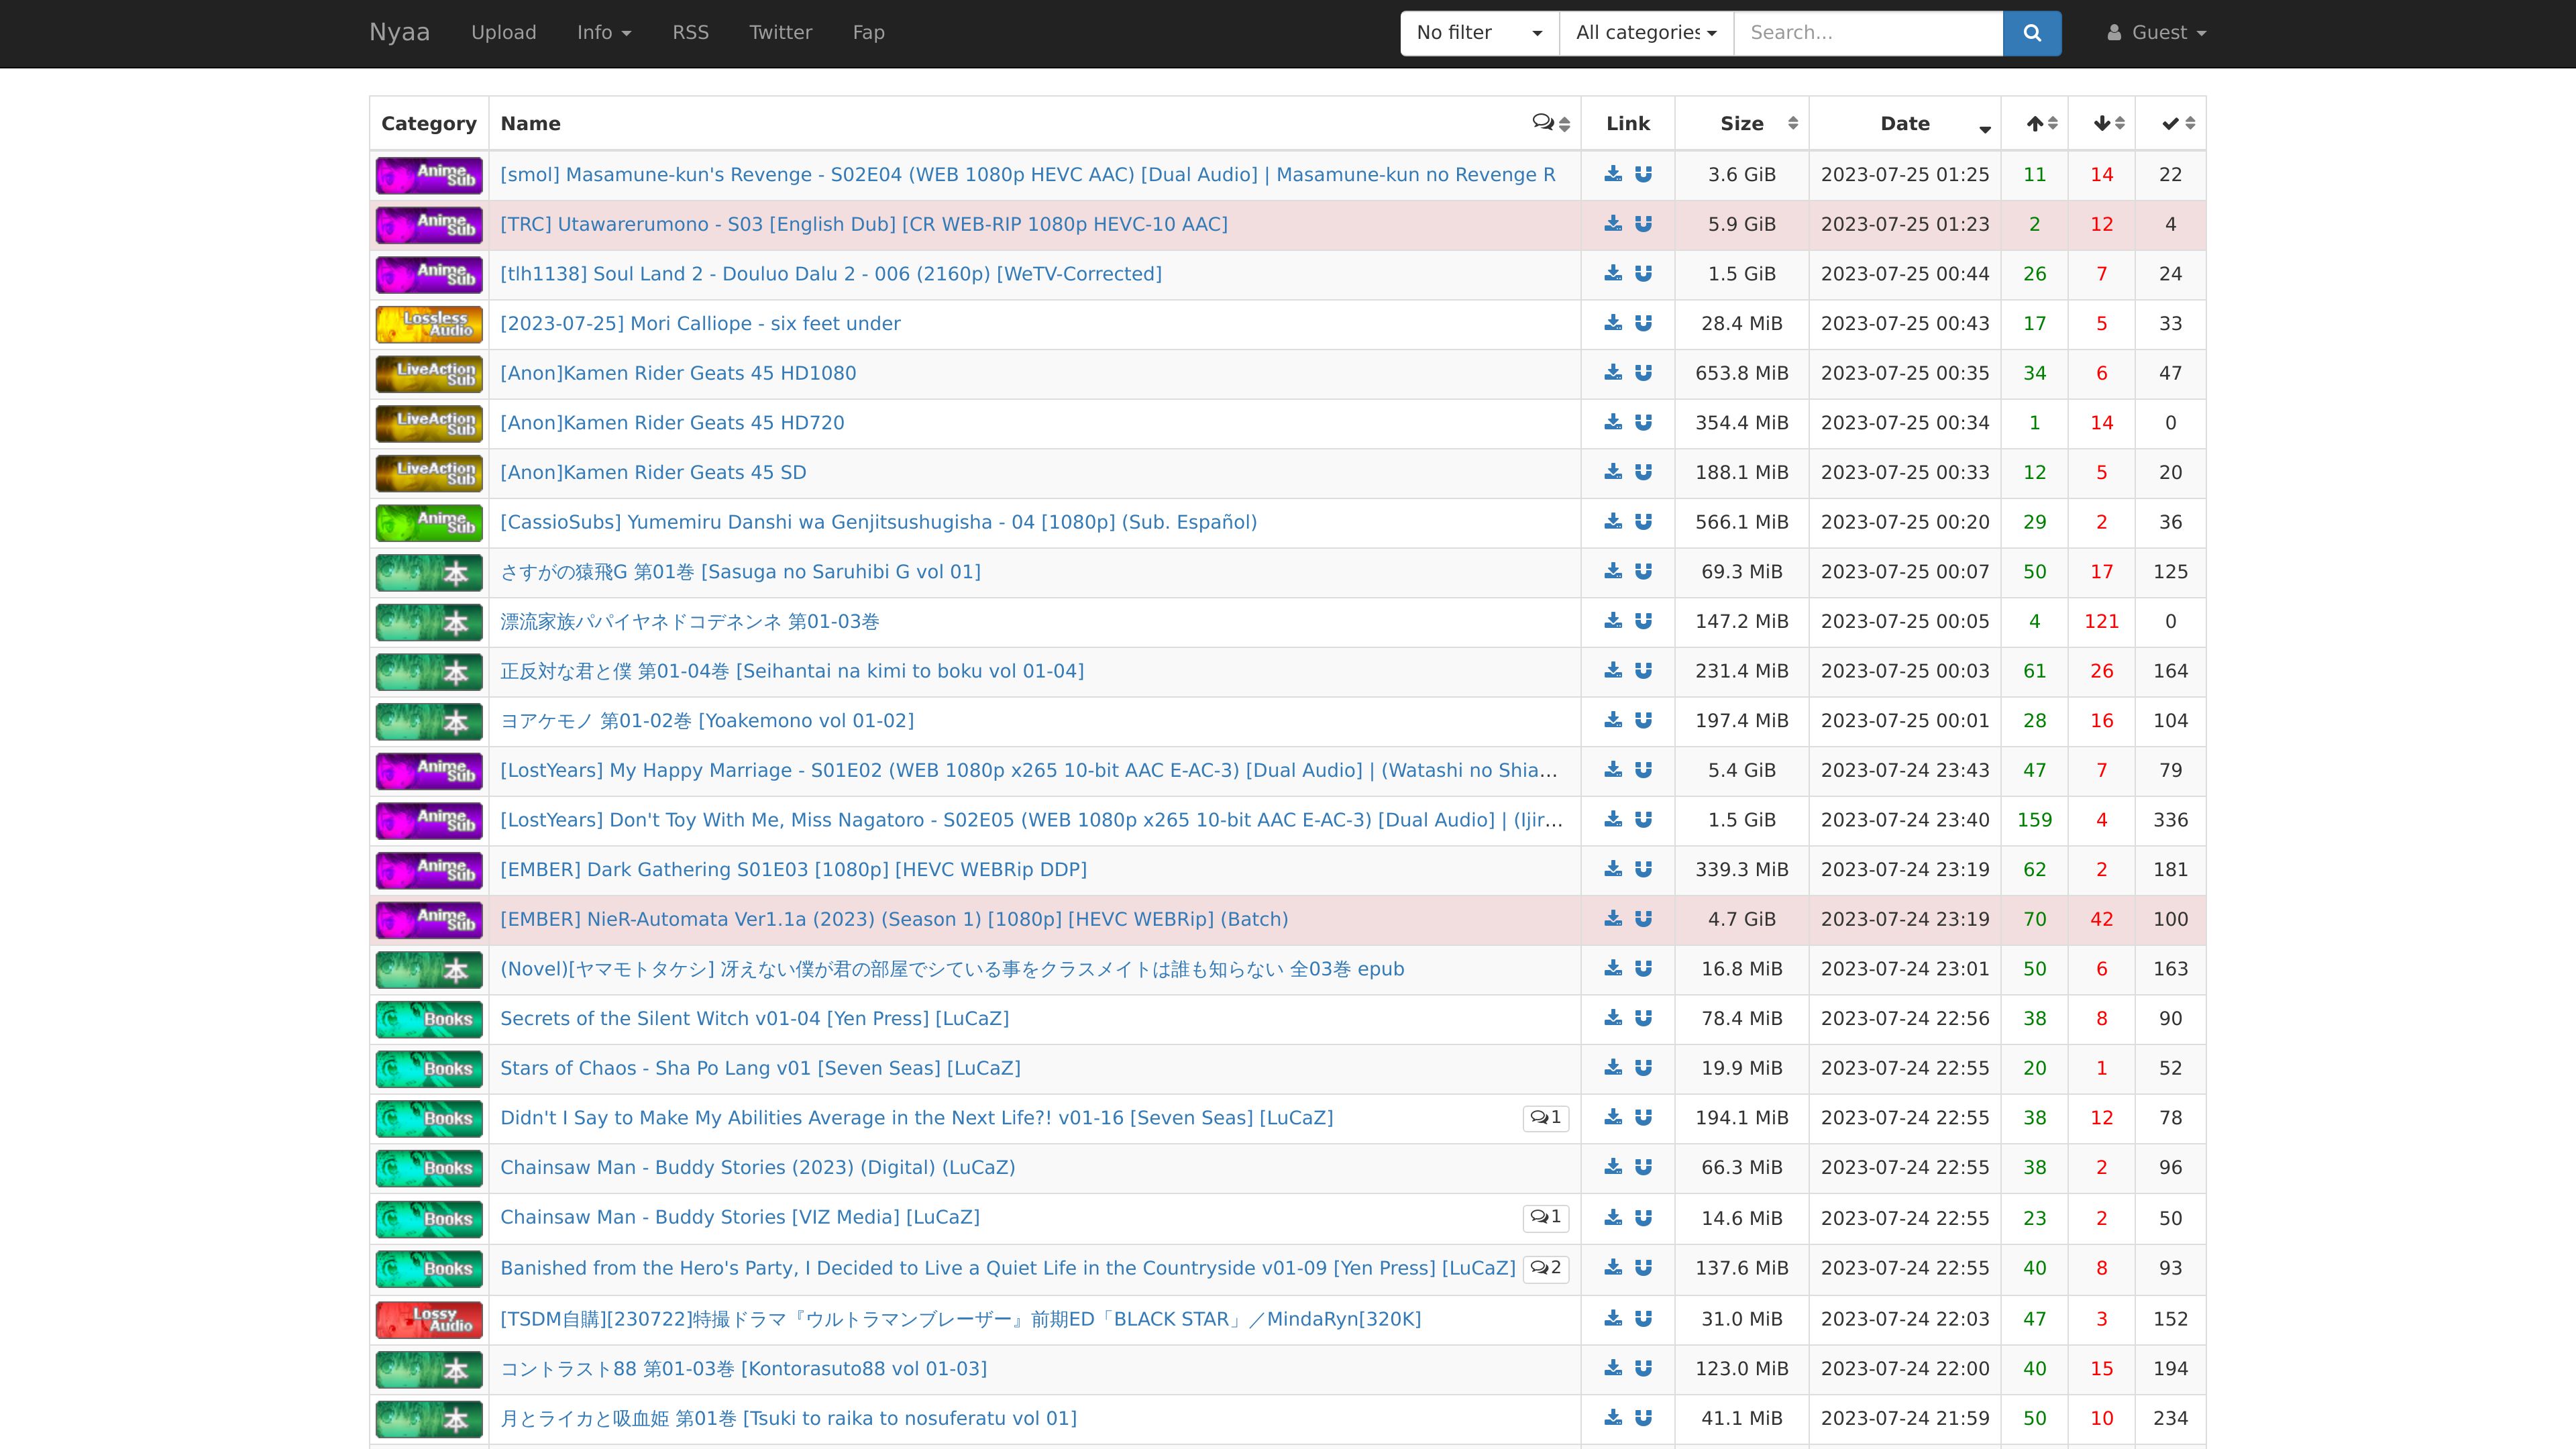 Nyaa Upload Info RSS Twitter Fap No filter All categories Search... Guest
Category Name Link Size Date
Anime Sub [smol] Masamune-kun's Revenge - S02E04 (WEB 1080p HEVC AAC) [Dual Audio] | Masamune-kun no Revenge R 3.6 GiB 2023-07-25 01:25 11 14 22
Anime Sub [TRC] Utawarerumono - S03 [English Dub] [CR WEB-RIP 1080p HEVC-10 AAC] 5.9 GiB 2023-07-25 01:23 2 12 4
Anime Sub [tlh1138] Soul Land 2 - Douluo Dalu 2 - 006 (2160p) [WeTV-Corrected] 1.5 GiB 2023-07-25 00:44 26 7 24
Lossless Audio [2023-07-25] Mori Calliope - six feet under 28.4 MiB 2023-07-25 00:43 17 5 33
LiveAction Sub [Anon]Kamen Rider Geats 45 HD1080 653.8 MiB 2023-07-25 00:35 34 6 47
LiveAction Sub [Anon]Kamen Rider Geats 45 HD720 354.4 MiB 2023-07-25 00:34 1 14 0
LiveAction Sub [Anon]Kamen Rider Geats 45 SD 188.1 MiB 2023-07-25 00:33 12 5 20
Anime Sub [CassioSubs] Yumemiru Danshi wa Genjitsushugisha - 04 [1080p] (Sub. Español) 566.1 MiB 2023-07-25 00:20 29 2 36
本 さすがの猿飛G 第01巻 [Sasuga no Saruhibi G vol 01] 69.3 MiB 2023-07-25 00:07 50 17 125
本 漂流家族パパイヤネドコデネンネ 第01-03巻 147.2 MiB 2023-07-25 00:05 4 121 0
本 正反対な君と僕 第01-04巻 [Seihantai na kimi to boku vol 01-04] 231.4 MiB 2023-07-25 00:03 61 26 164
本 ヨアケモノ 第01-02巻 [Yoakemono vol 01-02] 197.4 MiB 2023-07-25 00:01 28 16 104
Anime Sub [LostYears] My Happy Marriage - S01E02 (WEB 1080p x265 10-bit AAC E-AC-3) [Dual Audio] | (Watashi no Shia... 5.4 GiB 2023-07-24 23:43 47 7 79
Anime Sub [LostYears] Don't Toy With Me, Miss Nagatoro - S02E05 (WEB 1080p x265 10-bit AAC E-AC-3) [Dual Audio] | (Ijir... 1.5 GiB 2023-07-24 23:40 159 4 336
Anime Sub [EMBER] Dark Gathering S01E03 [1080p] [HEVC WEBRip DDP] 339.3 MiB 2023-07-24 23:19 62 2 181
Anime Sub [EMBER] NieR-Automata Ver1.1a (2023) (Season 1) [1080p] [HEVC WEBRip] (Batch) 4.7 GiB 2023-07-24 23:19 70 42 100
本 (Novel)[ヤマモトタケシ] 冴えない僕が君の部屋でシている事をクラスメイトは誰も知らない 全03巻 epub 16.8 MiB 2023-07-24 23:01 50 6 163
Books Secrets of the Silent Witch v01-04 [Yen Press] [LuCaZ] 78.4 MiB 2023-07-24 22:56 38 8 90
Books Stars of Chaos - Sha Po Lang v01 [Seven Seas] [LuCaZ] 19.9 MiB 2023-07-24 22:55 20 1 52
Books Didn't I Say to Make My Abilities Average in the Next Life?! v01-16 [Seven Seas] [LuCaZ] 1 194.1 MiB 2023-07-24 22:55 38 12 78
Books Chainsaw Man - Buddy Stories (2023) (Digital) (LuCaZ) 66.3 MiB 2023-07-24 22:55 38 2 96
Books Chainsaw Man - Buddy Stories [VIZ Media] [LuCaZ] 1 14.6 MiB 2023-07-24 22:55 23 2 50
Books Banished from the Hero's Party, I Decided to Live a Quiet Life in the Countryside v01-09 [Yen Press] [LuCaZ] 2 137.6 MiB 2023-07-24 22:55 40 8 93
Lossy Audio [TSDM自購][230722]特撮ドラマ『ウルトラマンブレーザー』前期ED「BLACK STAR」／MindaRyn[320K] 31.0 MiB 2023-07-24 22:03 47 3 152
本 コントラスト88 第01-03巻 [Kontorasuto88 vol 01-03] 123.0 MiB 2023-07-24 22:00 40 15 194
本 月とライカと吸血姫 第01巻 [Tsuki to raika to nosuferatu vol 01] 41.1 MiB 2023-07-24 21:59 50 10 234